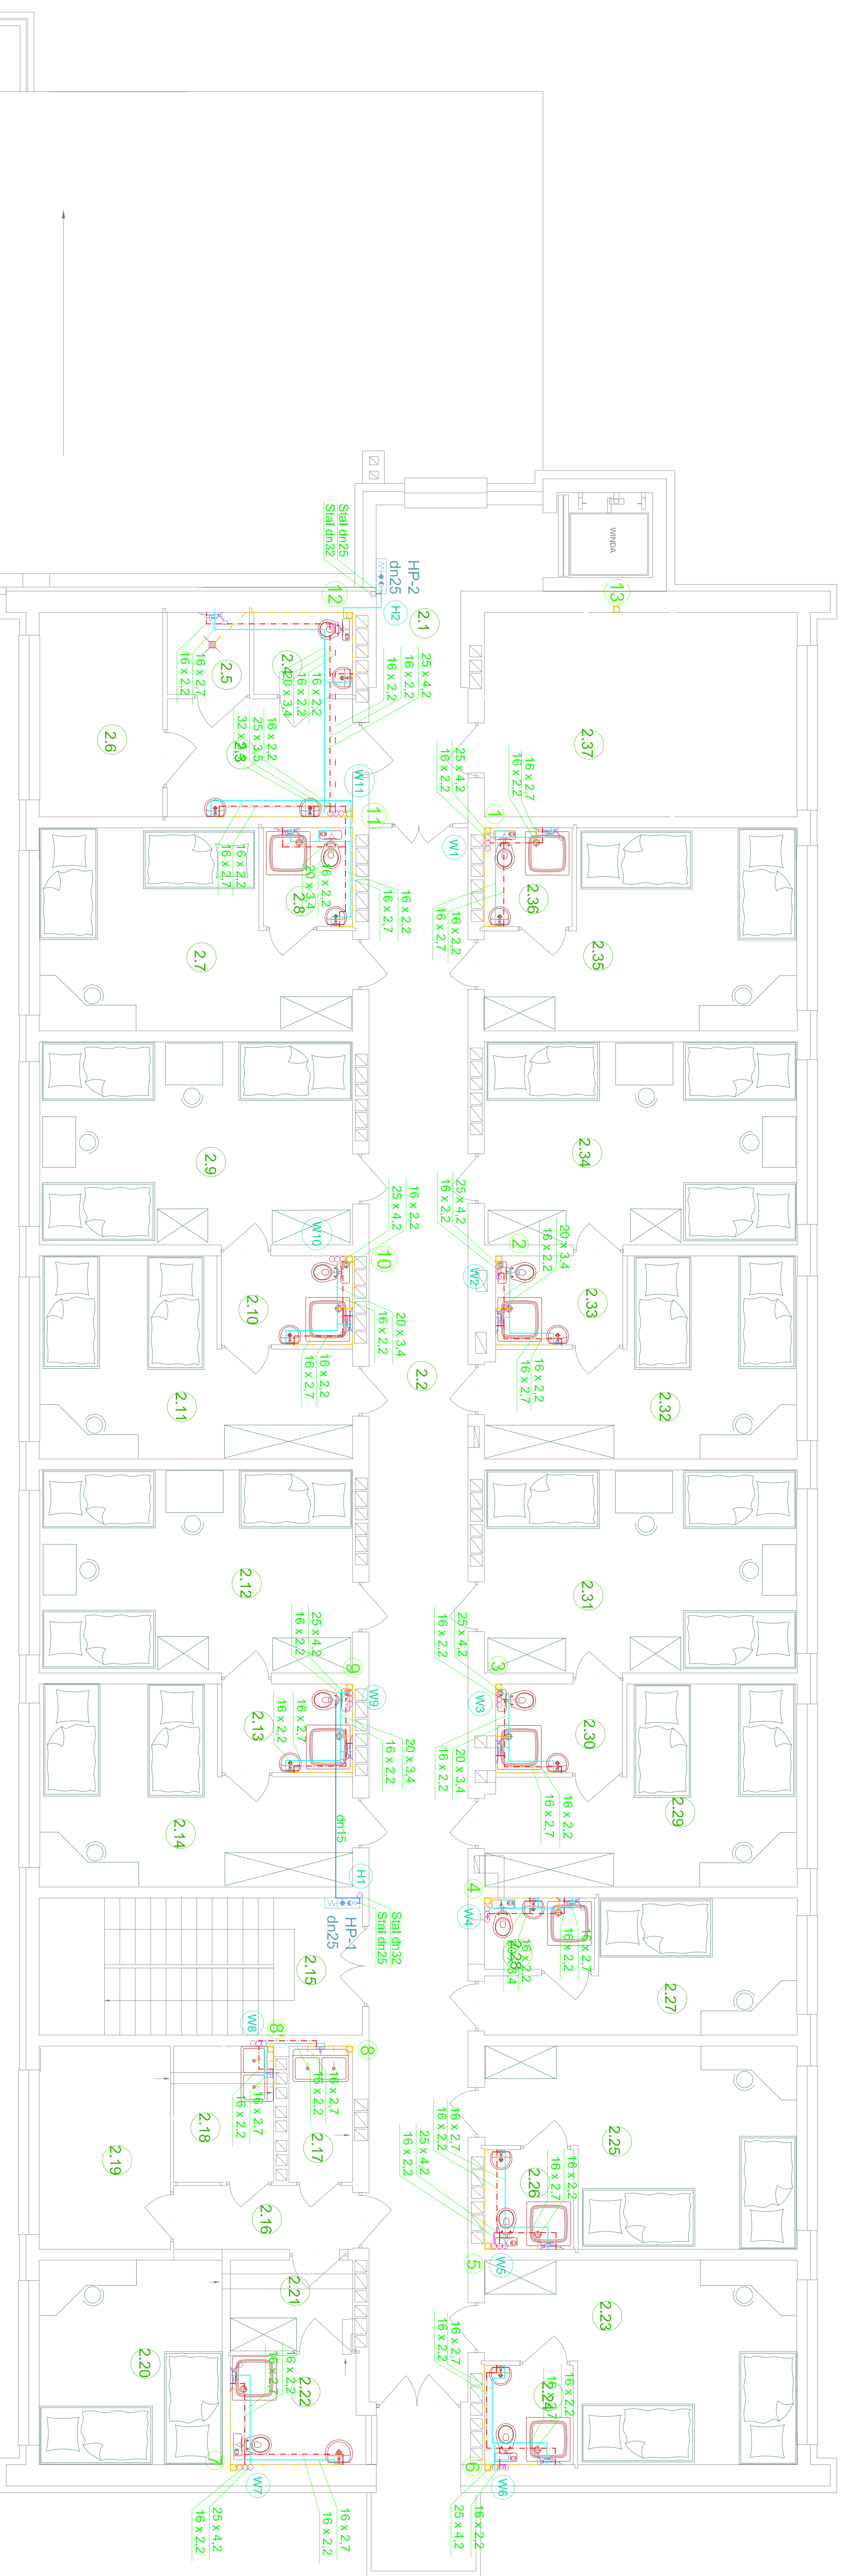 WINDA
13
HP-2
dn25
Stal dn25
Stal dn32
H2
12
2.1
2.5
2.4
16 x 2,7
16 x 2,2
16 x 2,2
16 x 2,2
20 x 3,4
25 x 4,2
16 x 2,2
16 x 2,2
2.37
2.6
2.3
16 x 2,2
25 x 3,5
W11
11
25 x 4,2
16 x 2,2
16 x 2,7
16 x 2,2
1
W1
16 x 2,2
16 x 2,7
16 x 2,2
20 x 3,4
2.8
16 x 2,2
16 x 2,7
16 x 2,2
16 x 2,7
2.36
2.7
2.35
2.9
2.34
W10
10
16 x 2,2
25 x 4,2
25 x 4,2
16 x 2,2
2
W2
20 x 3,4
16 x 2,2
2.10
20 x 3,4
16 x 2,2
16 x 2,2
16 x 2,7
2.33
16 x 2,2
16 x 2,7
2.11
2.2
2.32
2.12
2.31
25 x 4,2
16 x 2,2
9
W9
25 x 4,2
16 x 2,2
3
W3
2.13
16 x 2,7
16 x 2,2
20 x 3,4
16 x 2,2
20 x 3,4
16 x 2,2
2.30
16 x 2,2
16 x 2,7
2.14
dn15
2.29
H1
4
W4
HP-1
dn25
Stal dn32
Stal dn25
2.15
16 x 2,2
20 x 3,4
2.28
16 x 2,7
16 x 2,2
2.27
W8
8'
8
2.19
2.18
16 x 2,7
16 x 2,2
2.17
16 x 2,7
16 x 2,2
16 x 2,7
16 x 2,2
25 x 4,2
16 x 2,2
2.26
16 x 2,2
16 x 2,7
2.25
2.16
5
W5
2.21
2.23
2.20
2.22
16 x 2,2
16 x 2,7
16 x 2,7
16 x 2,2
2.24
16 x 2,2
16 x 2,7
7
W7
6
W6
25 x 4,2
16 x 2,2
16 x 2,7
16 x 2,2
16 x 2,2
25 x 4,2